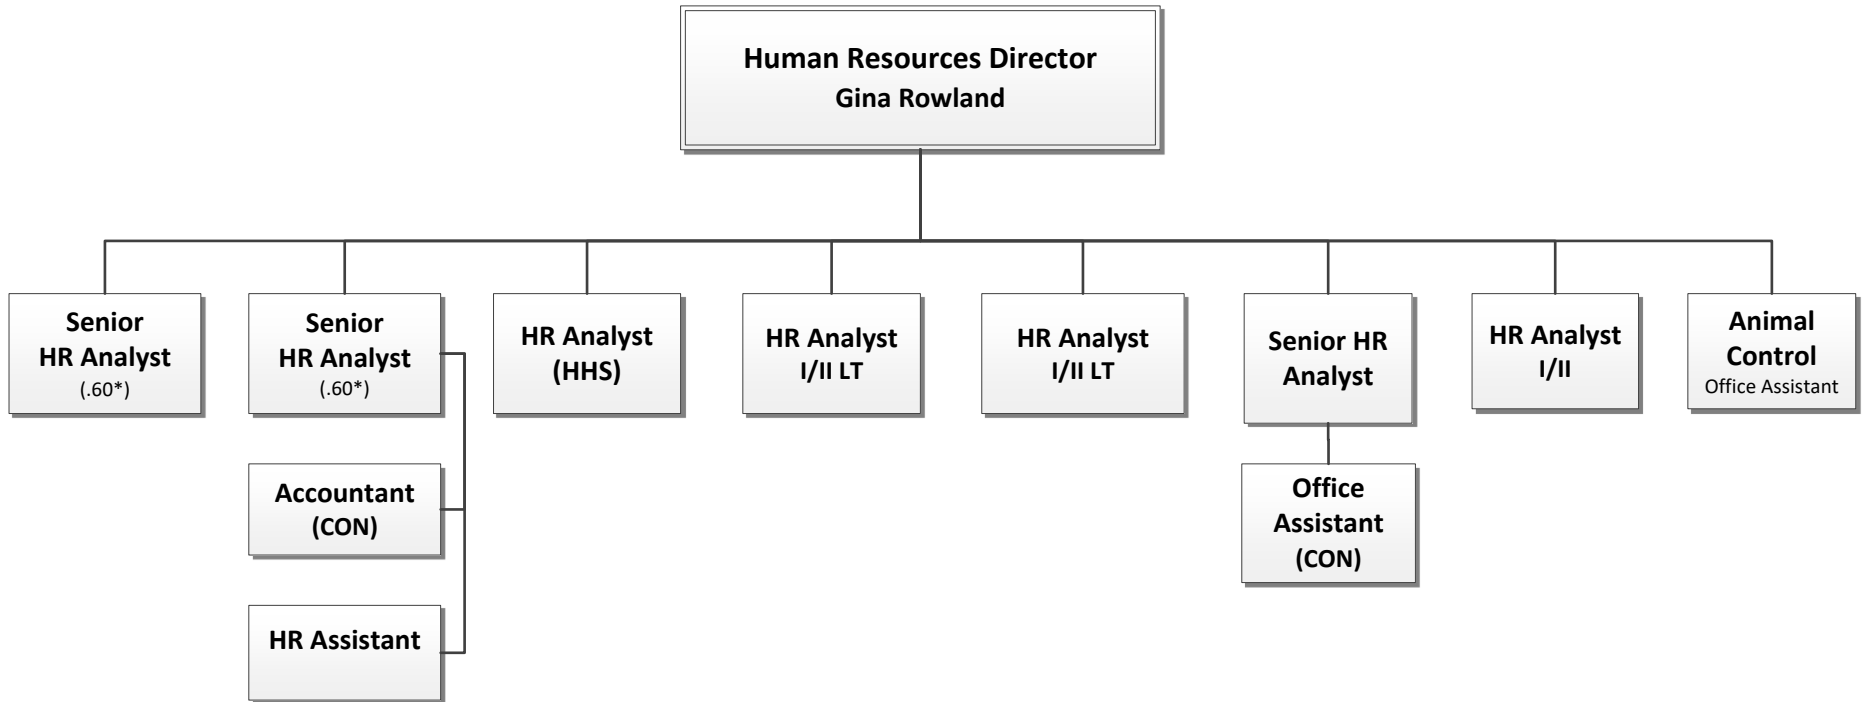 Human Resources Director
Gina Rowland
Senior
HR Analyst
(.60*)
Senior
HR Analyst
(.60*)
HR Analyst
(HHS)
HR Analyst
I/II LT
HR Analyst
I/II LT
Senior HR
Analyst
HR Analyst
I/II
Animal
Control
Office Assistant
Accountant
(CON)
Office
Assistant
(CON)
HR Assistant